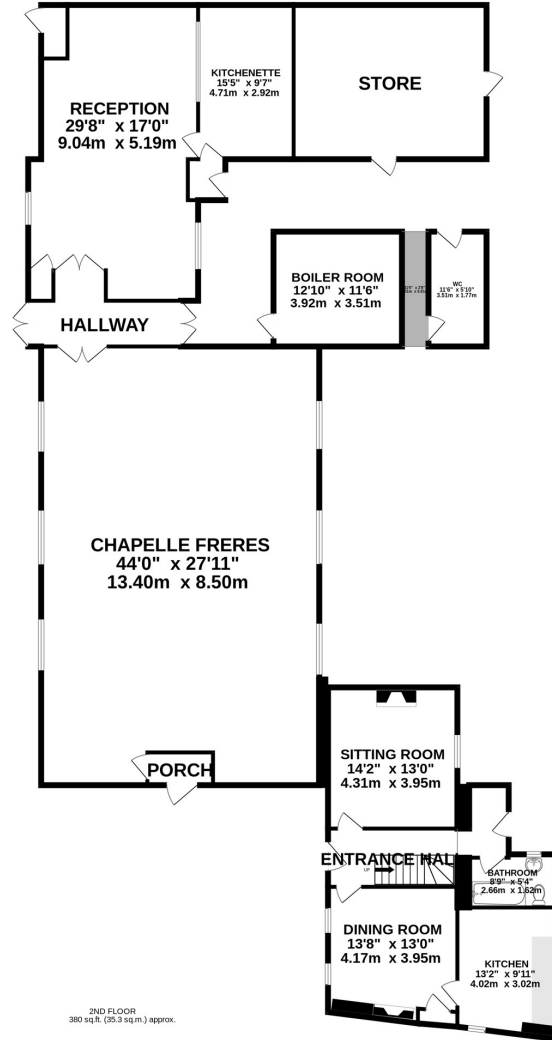 KITCHENETTE
15'5" x 9'7"
4.71m x 2.92m
STORE
RECEPTION
29'8" x 17'0"
9.04m x 5.19m
BOILER ROOM
12'10" x 11'6"
3.92m x 3.51m
WC
11'6" x 5'10"
3.51m x 1.77m
HALLWAY
CHAPELLE FRERES
44'0" x 27'11"
13.40m x 8.50m
PORCH
SITTING ROOM
14'2" x 13'0"
4.31m x 3.95m
ENTRANCE HALL
UP
BATHROOM
8'9" x 5'4"
2.66m x 1.62m
DINING ROOM
13'8" x 13'0"
4.17m x 3.95m
KITCHEN
13'2" x 9'11"
4.02m x 3.02m
2ND FLOOR
380 sq.ft. (35.3 sq.m.) approx.